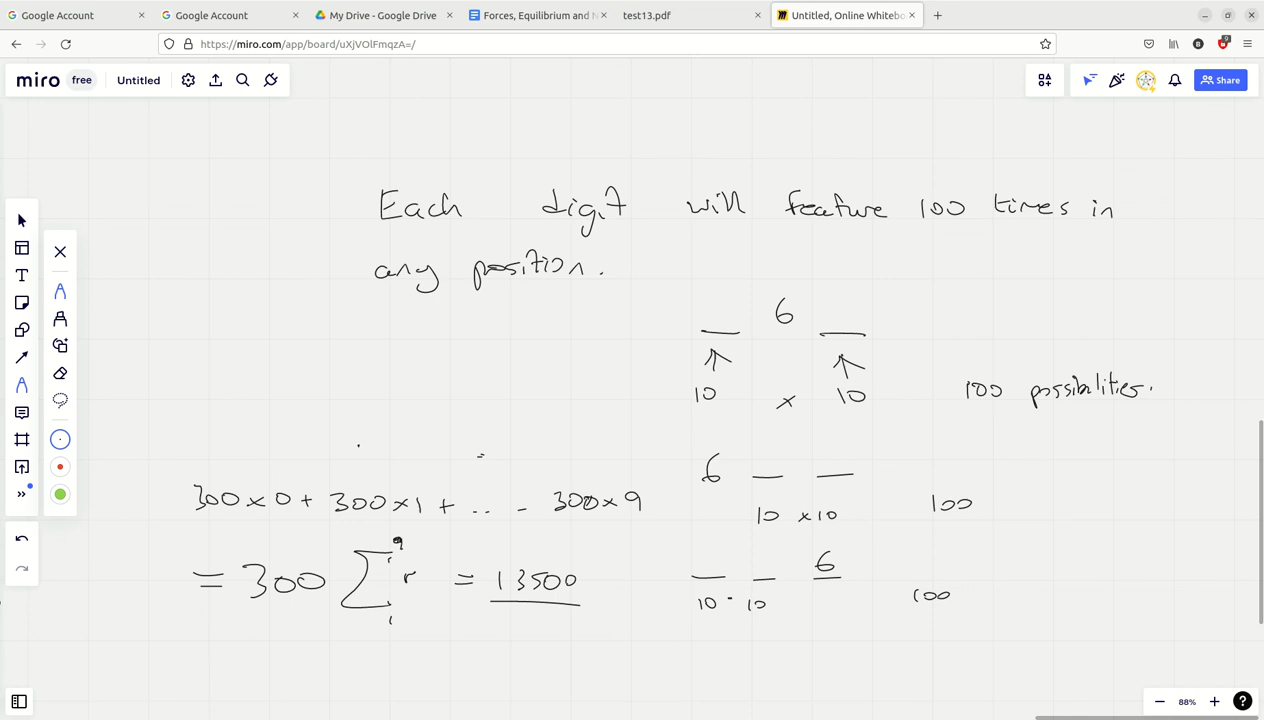 Google Account
Google Account
My Drive - Google Drive
Forces, Equilibrium and N
test13.pdf
Untitled, Online Whitebo
https://miro.com/app/board/uXjVOlFmqzA=/
miro free Untitled
Share
Each digit will feature 100 times in
any position.
6
10 × 10
100 possibilities.
6
300×0 + 300×1 + ... 300×9
10 ×10
100
= 300 ∑ r = 13500
9
1
6
10 · 10
100
88%